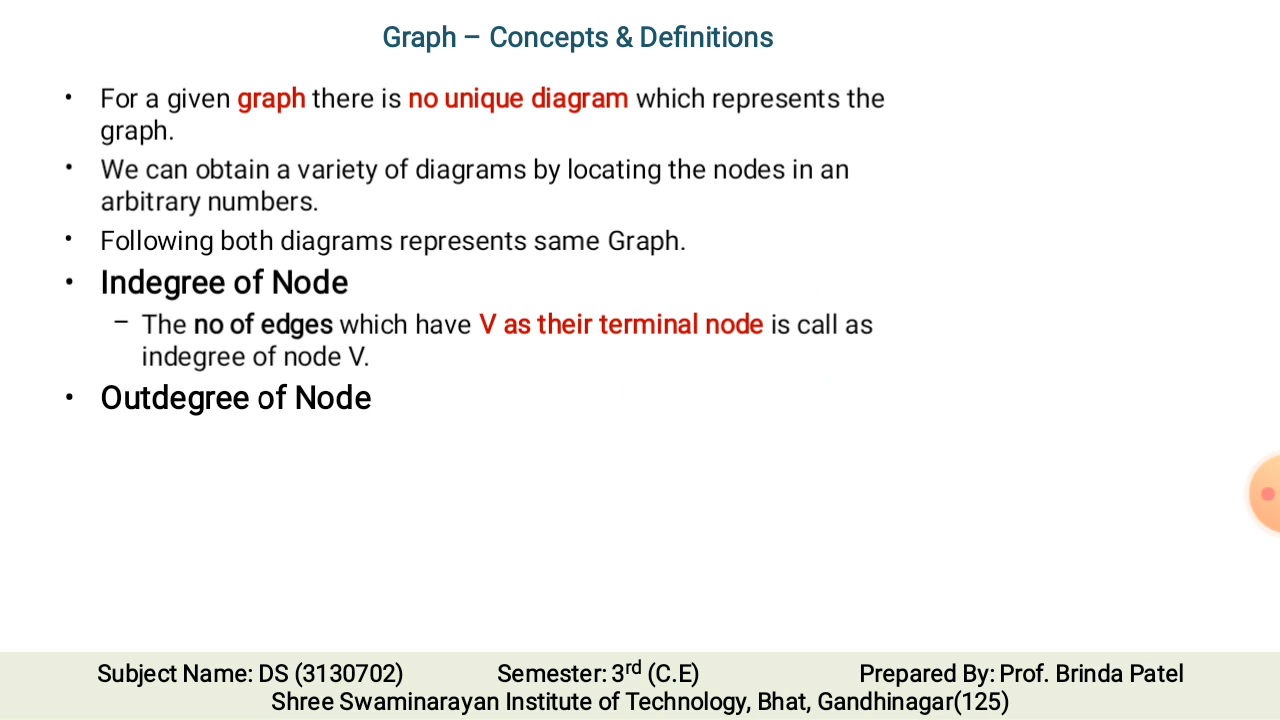 Graph – Concepts & Definitions
• For a given graph there is no unique diagram which represents the
graph.
• We can obtain a variety of diagrams by locating the nodes in an
arbitrary numbers.
• Following both diagrams represents same Graph.
• Indegree of Node
– The no of edges which have V as their terminal node is call as
indegree of node V.
• Outdegree of Node
Subject Name: DS (3130702) Semester: 3rd (C.E) Prepared By: Prof. Brinda Patel
Shree Swaminarayan Institute of Technology, Bhat, Gandhinagar(125)